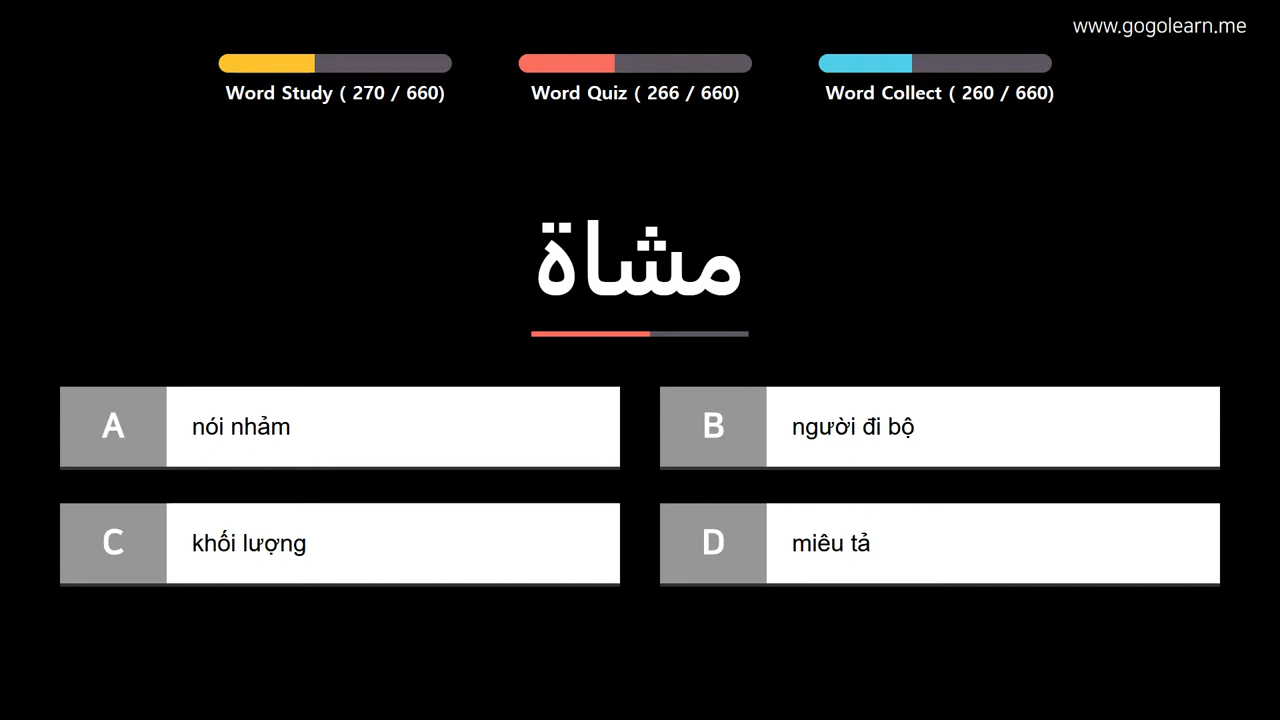 www.gogolearn.me
Word Study ( 270 / 660)
Word Quiz ( 266 / 660)
Word Collect ( 260 / 660)
مشاة
A
nói nhảm
B
người đi bộ
C
khối lượng
D
miêu tả